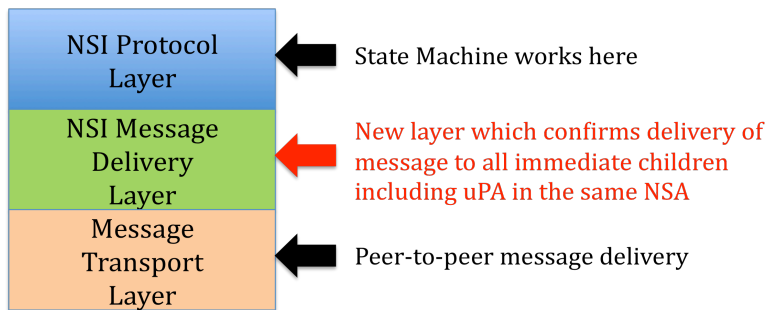 NSI Protocol
Layer
State Machine works here
NSI Message
Delivery
Layer
New layer which confirms delivery of
message to all immediate children
including uPA in the same NSA
Message
Transport
Layer
Peer-to-peer message delivery